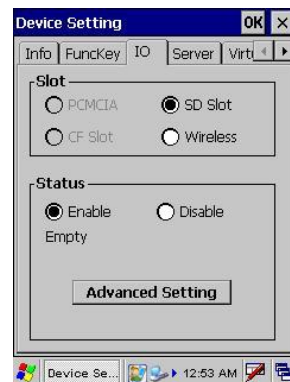 Device Setting OK ×
Info FuncKey IO Server Virt
Slot
PCMCIA SD Slot
CF Slot Wireless
Status
Enable Disable
Empty
Advanced Setting
Device Se... 12:53 AM